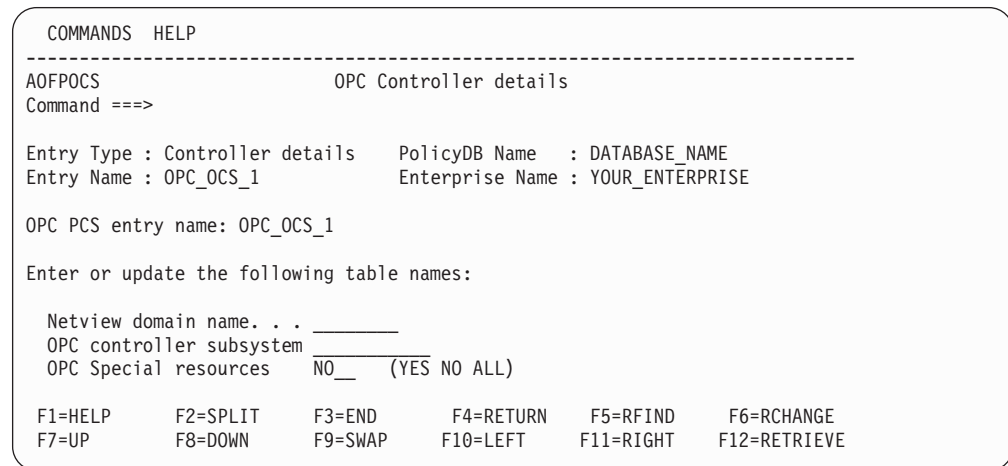 COMMANDS HELP
-------------------------------------------------------------------------------
AOFPOCS OPC Controller details
Command ===>
Entry Type : Controller details PolicyDB Name : DATABASE_NAME
Entry Name : OPC_OCS_1 Enterprise Name : YOUR_ENTERPRISE
OPC PCS entry name: OPC_OCS_1
Enter or update the following table names:
Netview domain name. . . ________
OPC controller subsystem ___________
OPC Special resources NO__ (YES NO ALL)
F1=HELP F2=SPLIT F3=END F4=RETURN F5=RFIND F6=RCHANGE
F7=UP F8=DOWN F9=SWAP F10=LEFT F11=RIGHT F12=RETRIEVE